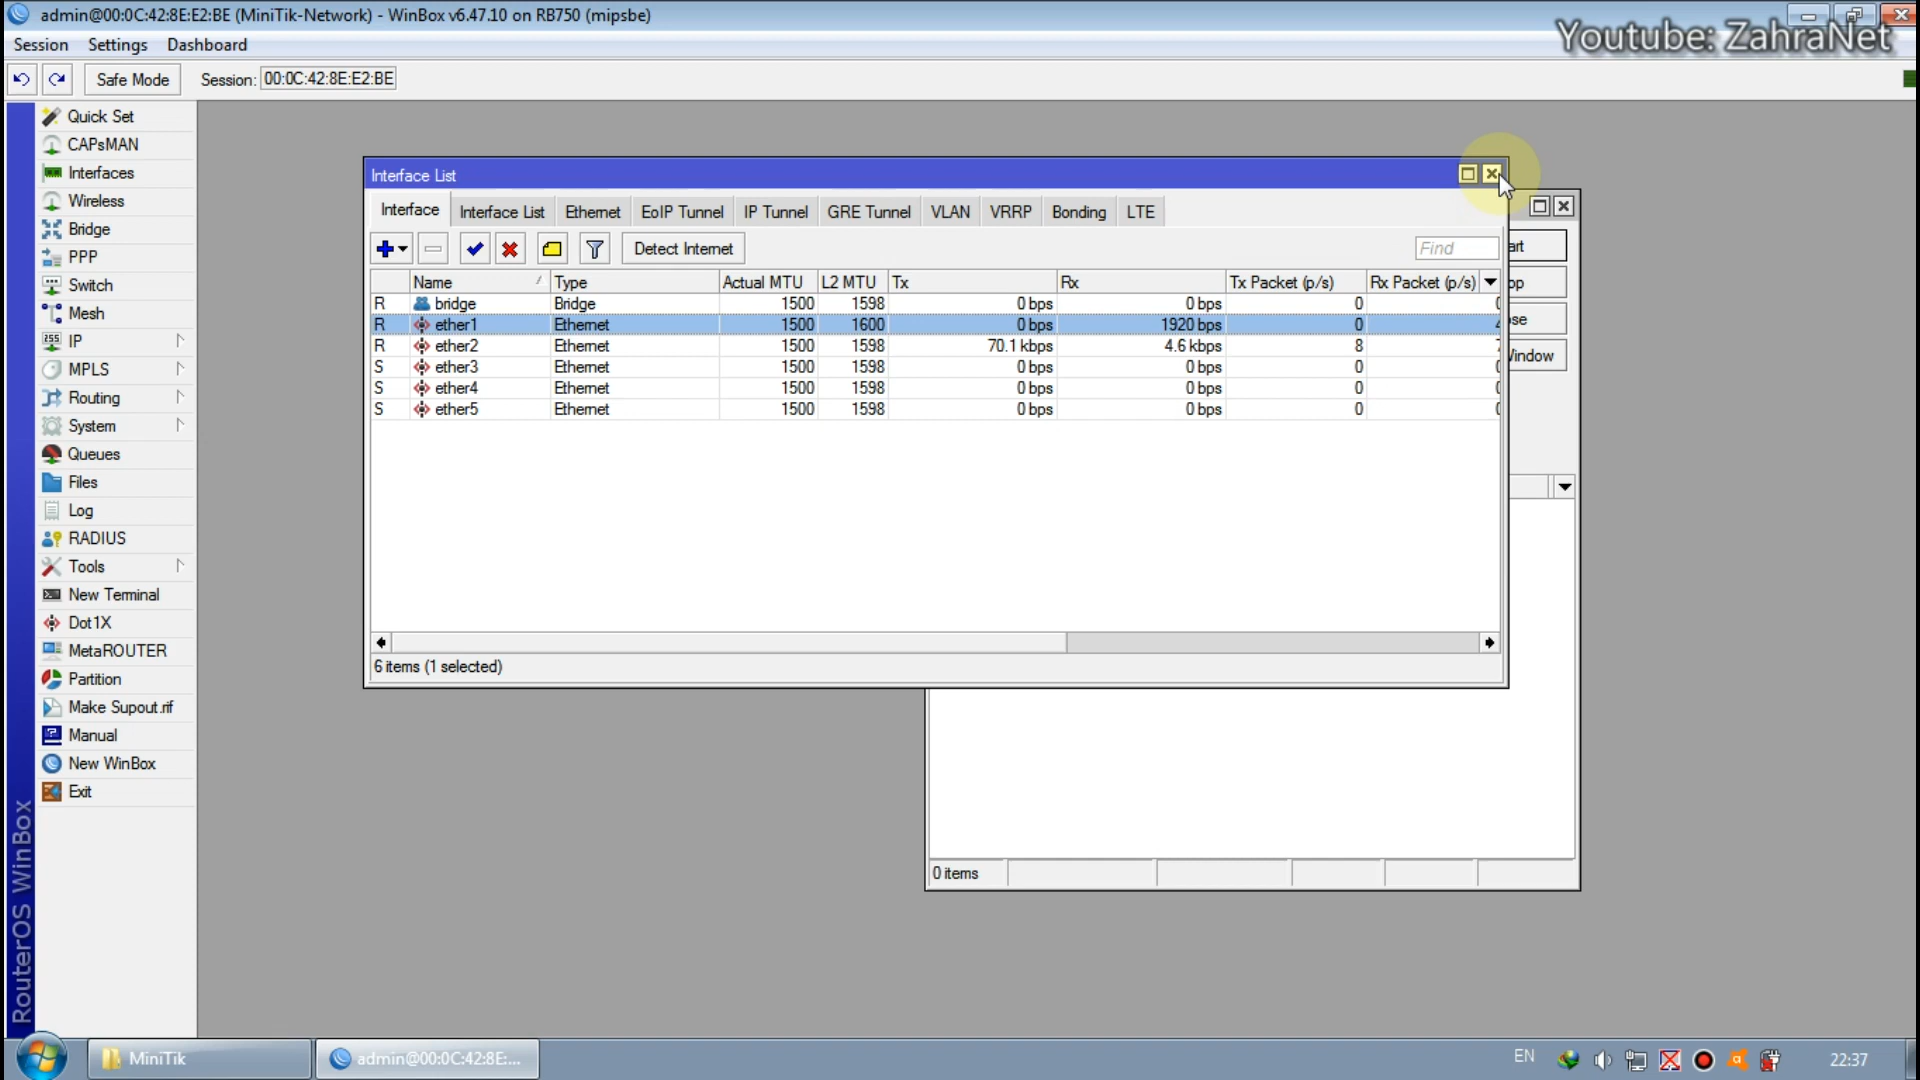 admin@00:0C:42:8E:E2:BE (MiniTik-Network) - WinBox v6.47.10 on RB750 (mipsbe)
Youtube: ZahraNet
Session Settings Dashboard
Safe Mode Session: 00:0C:42:8E:E2:BE
Quick Set
CAPsMAN
Interfaces
Wireless
Bridge
PPP
Switch
Mesh
IP
MPLS
Routing
System
Queues
Files
Log
RADIUS
Tools
New Terminal
Dot1X
MetaROUTER
Partition
Make Supout.rif
Manual
New WinBox
Exit
RouterOS WinBox
Interface List
Interface Interface List Ethernet EoIP Tunnel IP Tunnel GRE Tunnel VLAN VRRP Bonding LTE
Detect Internet Find
Name Type Actual MTU L2 MTU Tx Rx Tx Packet (p/s) Rx Packet (p/s)
R bridge Bridge 1500 1598 0 bps 0 bps 0
R ether1 Ethernet 1500 1600 0 bps 1920 bps 0
R ether2 Ethernet 1500 1598 70.1 kbps 4.6 kbps 8
S ether3 Ethernet 1500 1598 0 bps 0 bps 0
S ether4 Ethernet 1500 1598 0 bps 0 bps 0
S ether5 Ethernet 1500 1598 0 bps 0 bps 0
6 items (1 selected)
0 items
MiniTik
admin@00:0C:42:8E:...
EN
22:37